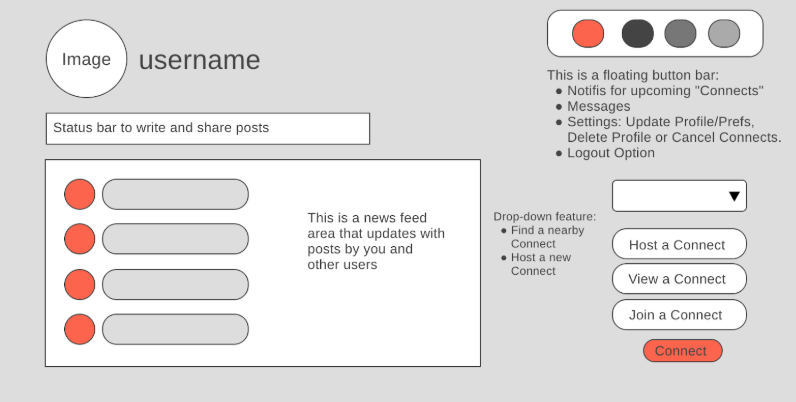 Image
username
This is a floating button bar:
● Notifis for upcoming "Connects"
● Messages
● Settings: Update Profile/Prefs,
Delete Profile or Cancel Connects.
● Logout Option
Status bar to write and share posts
This is a news feed
area that updates with
posts by you and
other users
Drop-down feature:
● Find a nearby
Connect
● Host a new
Connect
Host a Connect
View a Connect
Join a Connect
Connect